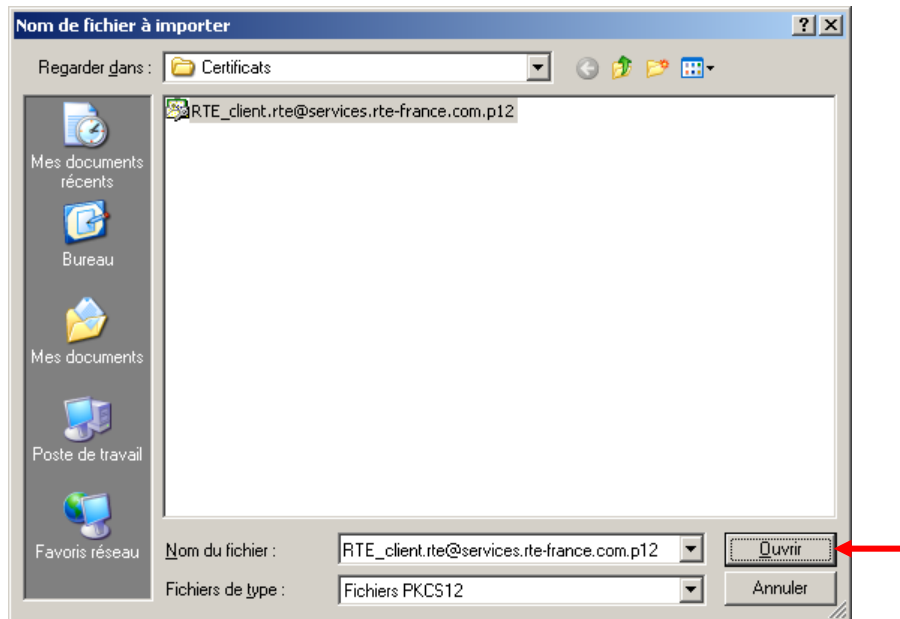 Nom de fichier à importer
Regarder dans :
Certificats
RTE_client.rte@services.rte-france.com.p12
Mes documents
récents
Bureau
Mes documents
Poste de travail
Favoris réseau
Nom du fichier :
RTE_client.rte@services.rte-france.com.p12
Ouvrir
Fichiers de type :
Fichiers PKCS12
Annuler